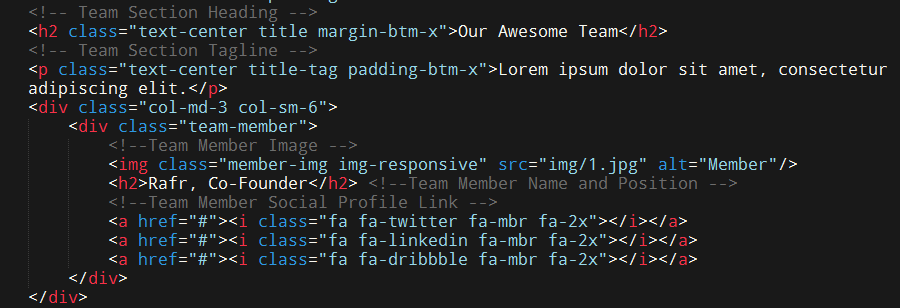 <!-- Team Section Heading -->
<h2 class="text-center title margin-btm-x">Our Awesome Team</h2>
<!-- Team Section Tagline -->
<p class="text-center title-tag padding-btm-x">Lorem ipsum dolor sit amet, consectetur
adipiscing elit.</p>
<div class="col-md-3 col-sm-6">
<div class="team-member">
<!--Team Member Image -->
<img class="member-img img-responsive" src="img/1.jpg" alt="Member"/>
<h2>Rafr, Co-Founder</h2> <!--Team Member Name and Position -->
<!--Team Member Social Profile Link -->
<a href="#"><i class="fa fa-twitter fa-mbr fa-2x"></i></a>
<a href="#"><i class="fa fa-linkedin fa-mbr fa-2x"></i></a>
<a href="#"><i class="fa fa-dribbble fa-mbr fa-2x"></i></a>
</div>
</div>